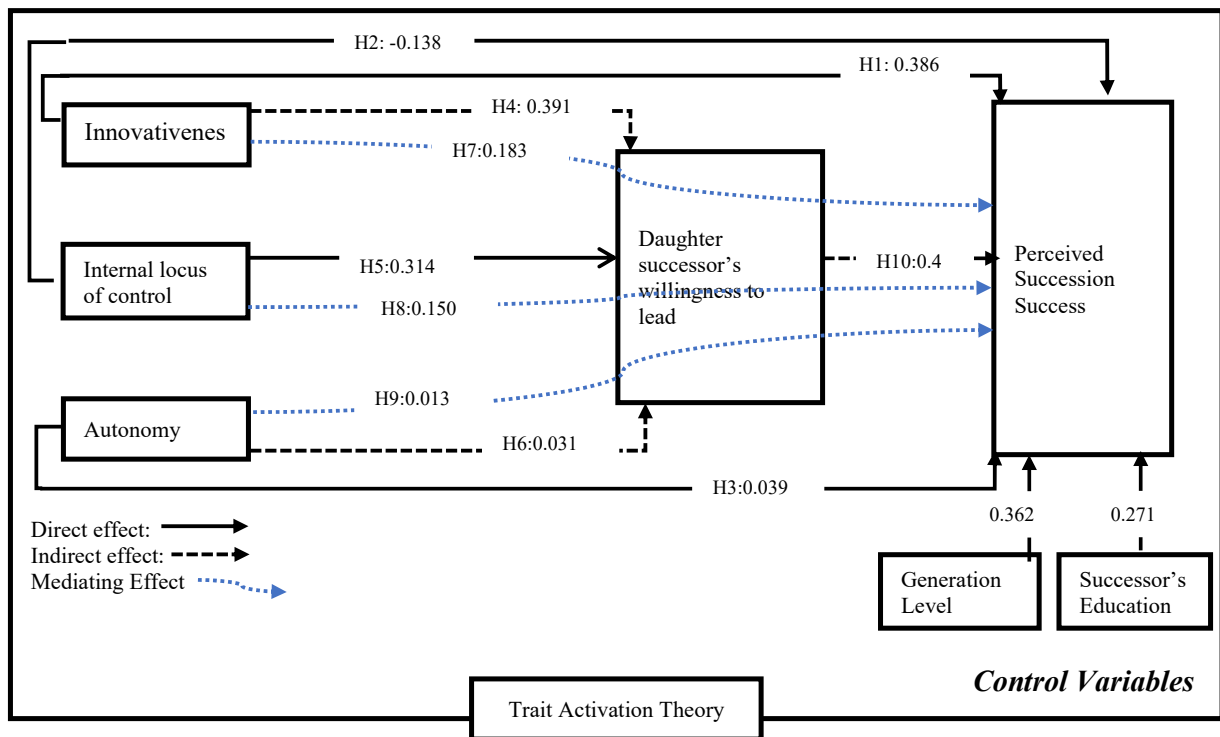 H2: -0.138
H1: 0.386
Innovativenes
H4: 0.391
H7:0.183
Internal locus
of control
H5:0.314
H8:0.150
Daughter
successor’s
willingness to
lead
H10:0.4
Perceived
Succession
Success
H9:0.013
Autonomy
H6:0.031
H3:0.039
Direct effect:
Indirect effect:
Mediating Effect
0.362
0.271
Generation
Level
Successor’s
Education
Control Variables
Trait Activation Theory